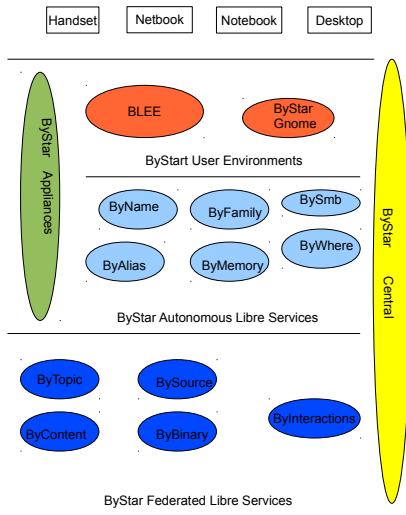 Handset
Netbook
Notebook
Desktop
BLEE
ByStar
Gnome
ByStart User Environments
ByStar Appliances
ByName
ByFamily
BySmb
ByAlias
ByMemory
ByWhere
ByStar Central
ByStar Autonomous Libre Services
ByTopic
BySource
ByContent
ByBinary
ByInteractions
ByStar Federated Libre Services